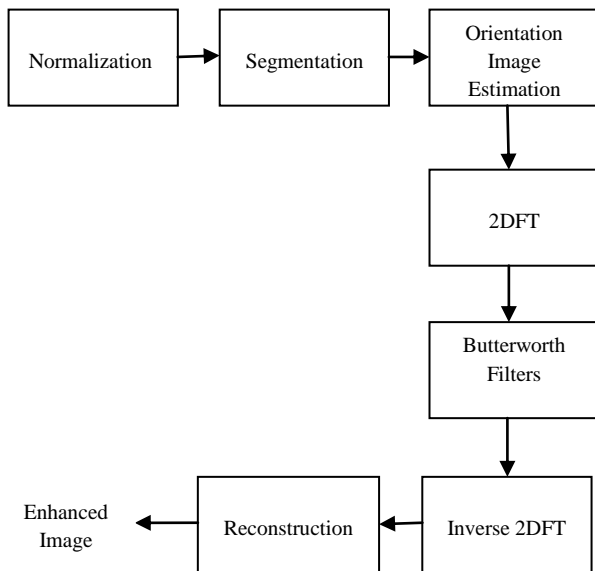 Normalization
Segmentation
Orientation
Image
Estimation
2DFT
Butterworth
Filters
Inverse 2DFT
Reconstruction
Enhanced
Image